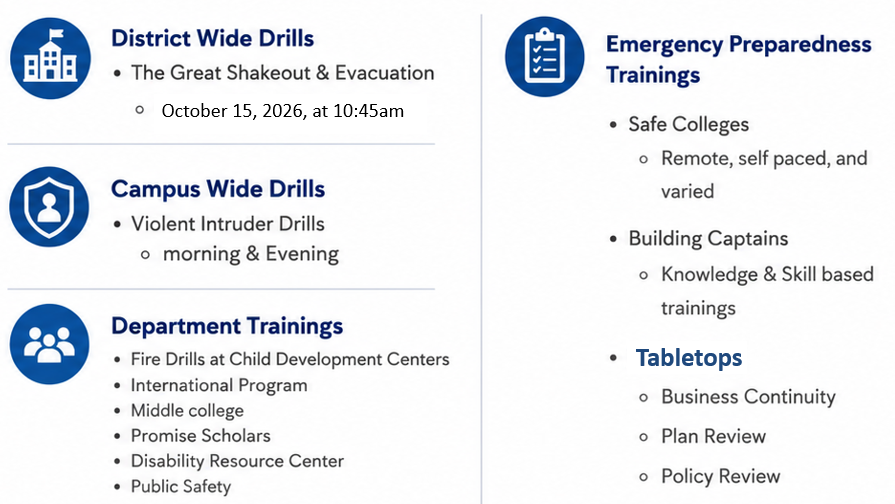 District Wide Drills
• The Great Shakeout & Evacuation
○ October 15, 2026, at 10:45am
Campus Wide Drills
• Violent Intruder Drills
○ morning & Evening
Department Trainings
• Fire Drills at Child Development Centers
• International Program
• Middle college
• Promise Scholars
• Disability Resource Center
• Public Safety
Emergency Preparedness
Trainings
• Safe Colleges
○ Remote, self paced, and
varied
• Building Captains
○ Knowledge & Skill based
trainings
• Tabletops
○ Business Continuity
○ Plan Review
○ Policy Review